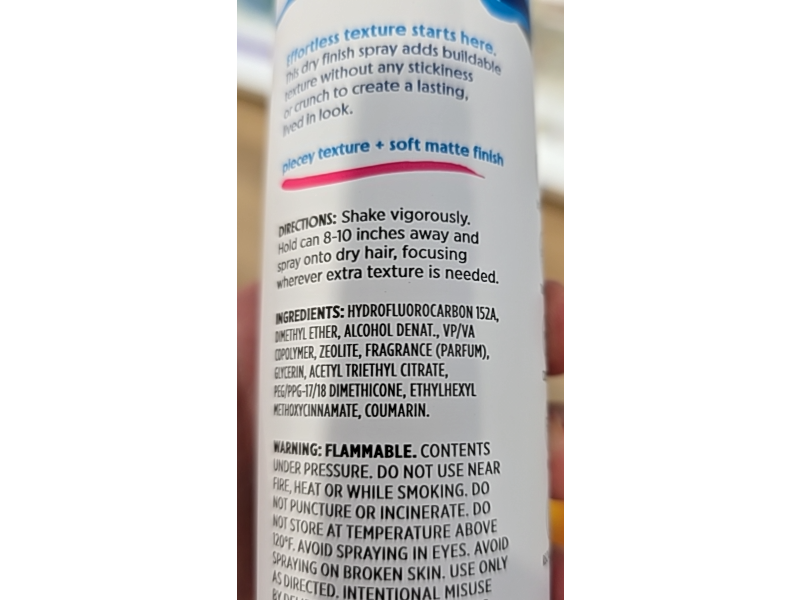 Effortless texture starts here.
This dry finish spray adds buildable
texture without any stickiness
or crunch to create a lasting,
lived in look.
piecey texture + soft matte finish
DIRECTIONS: Shake vigorously.
Hold can 8-10 inches away and
spray onto dry hair, focusing
wherever extra texture is needed.
INGREDIENTS: HYDROFLUOROCARBON 152A,
DIMETHYL ETHER, ALCOHOL DENAT., VP/VA
COPOLYMER, ZEOLITE, FRAGRANCE (PARFUM),
GLYCERIN, ACETYL TRIETHYL CITRATE,
PEG/PPG-17/18 DIMETHICONE, ETHYLHEXYL
METHOXYCINNAMATE, COUMARIN.
WARNING: FLAMMABLE. CONTENTS
UNDER PRESSURE. DO NOT USE NEAR
FIRE, HEAT OR WHILE SMOKING. DO
NOT PUNCTURE OR INCINERATE. DO
NOT STORE AT TEMPERATURE ABOVE
120°F. AVOID SPRAYING IN EYES. AVOID
SPRAYING ON BROKEN SKIN. USE ONLY
AS DIRECTED. INTENTIONAL MISUSE